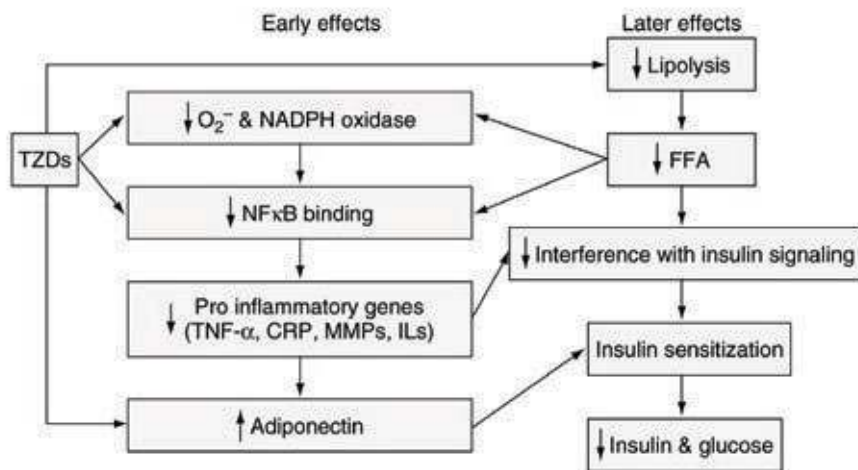 Early effects
Later effects
↓ Lipolysis
↓ O₂⁻ & NADPH oxidase
TZDs
↓ FFA
↓ NFκB binding
↓ Interference with insulin signaling
↓ Pro inflammatory genes
(TNF-α, CRP, MMPs, ILs)
Insulin sensitization
↑ Adiponectin
↓ Insulin & glucose